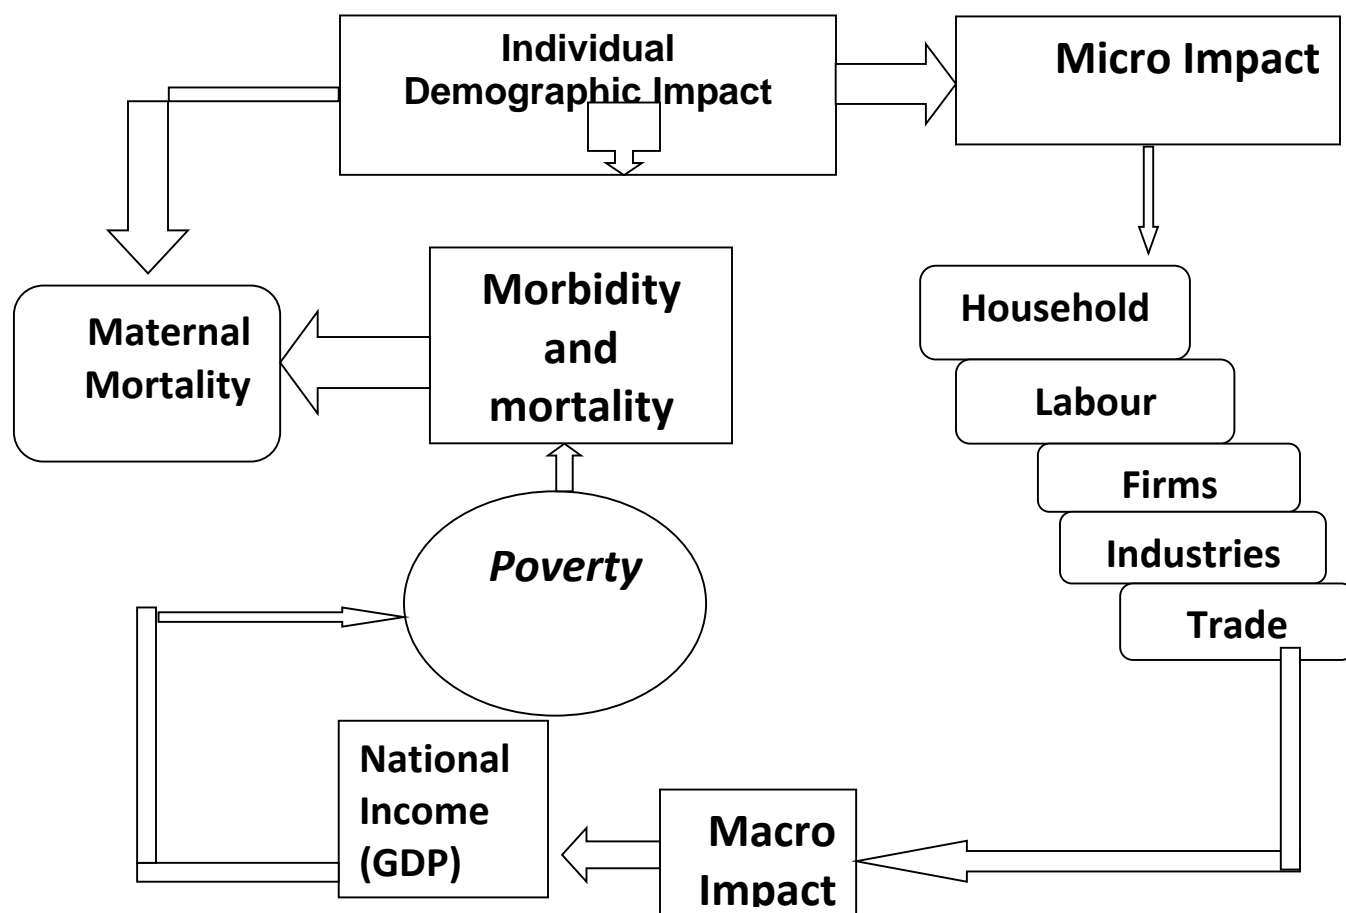 Individual
Demographic Impact
Micro Impact
Morbidity
and
mortality
Maternal
Mortality
Household
Labour
Firms
Industries
Trade
Poverty
National
Income
(GDP)
Macro
Impact